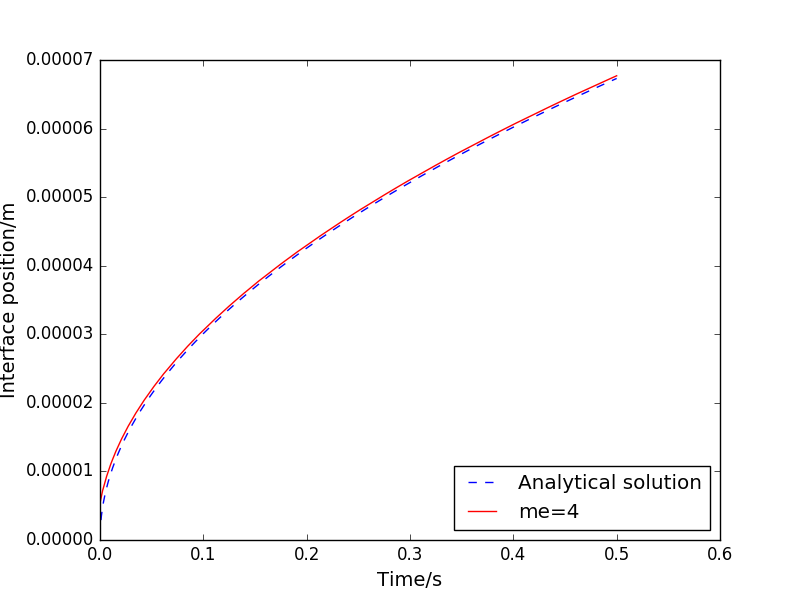 0.00007
0.00006
0.00005
0.00004
0.00003
0.00002
0.00001
0.00000
Interface position/m
0.0 0.1 0.2 0.3 0.4 0.5 0.6
Time/s
Analytical solution
me=4